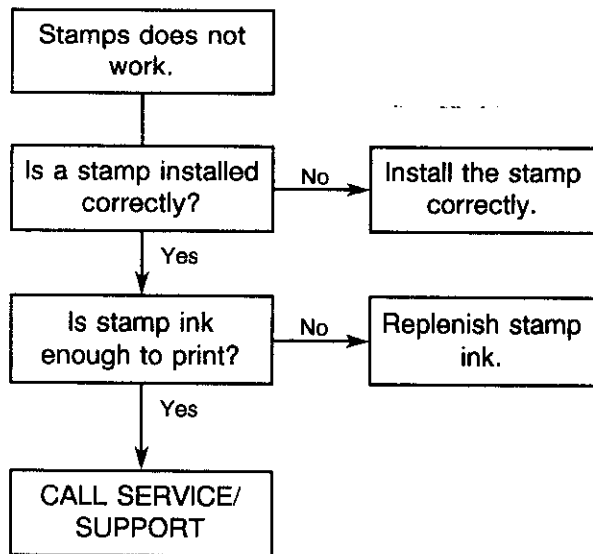 Stamps does not
work.
Is a stamp installed
correctly?
No
Install the stamp
correctly.
Yes
Is stamp ink
enough to print?
No
Replenish stamp
ink.
Yes
CALL SERVICE/
SUPPORT